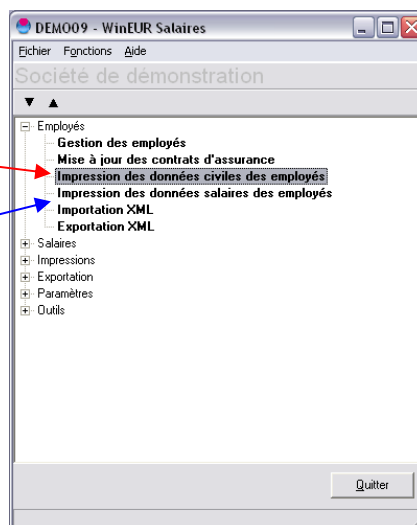 DEMO09 - WinEUR Salaires
Fichier Fonctions Aide
Société de démonstration
Employés
Gestion des employés
Mise à jour des contrats d'assurance
Impression des données civiles des employés
Impression des données salaires des employés
Importation XML
Exportation XML
Salaires
Impressions
Exportation
Paramètres
Outils
Quitter